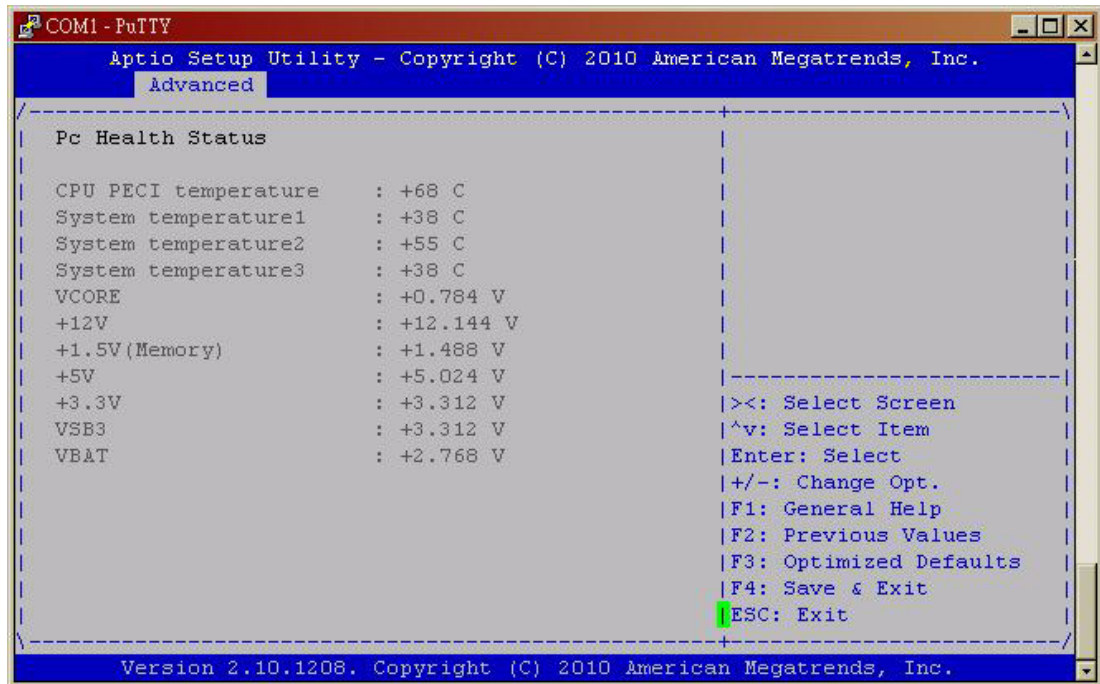 COM1 - PuTTY
Aptio Setup Utility - Copyright (C) 2010 American Megatrends, Inc.
Advanced
Pc Health Status
CPU PECI temperature : +68 C
System temperature1 : +38 C
System temperature2 : +55 C
System temperature3 : +38 C
VCORE : +0.784 V
+12V : +12.144 V
+1.5V(Memory) : +1.488 V
+5V : +5.024 V
+3.3V : +3.312 V
VSB3 : +3.312 V
VBAT : +2.768 V
><: Select Screen
^v: Select Item
Enter: Select
+/-: Change Opt.
F1: General Help
F2: Previous Values
F3: Optimized Defaults
F4: Save & Exit
ESC: Exit
Version 2.10.1208. Copyright (C) 2010 American Megatrends, Inc.